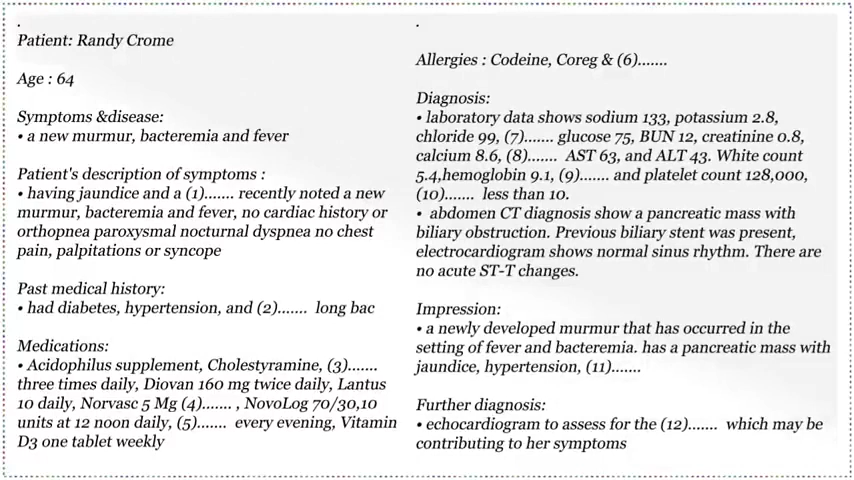 .
Patient: Randy Crome
Age : 64
Symptoms &disease:
• a new murmur, bacteremia and fever
Patient's description of symptoms :
• having jaundice and a (1)....... recently noted a new
murmur, bacteremia and fever, no cardiac history or
orthopnea paroxysmal nocturnal dyspnea no chest
pain, palpitations or syncope
Past medical history:
• had diabetes, hypertension, and (2)....... long bac
Medications:
• Acidophilus supplement, Cholestyramine, (3).......
three times daily, Diovan 160 mg twice daily, Lantus
10 daily, Norvasc 5 Mg (4)....... , NovoLog 70/30,10
units at 12 noon daily, (5)....... every evening, Vitamin
D3 one tablet weekly
.
Allergies : Codeine, Coreg & (6).......
Diagnosis:
• laboratory data shows sodium 133, potassium 2.8,
chloride 99, (7)....... glucose 75, BUN 12, creatinine 0.8,
calcium 8.6, (8)....... AST 63, and ALT 43. White count
5.4,hemoglobin 9.1, (9)....... and platelet count 128,000,
(10)....... less than 10.
• abdomen CT diagnosis show a pancreatic mass with
biliary obstruction. Previous biliary stent was present,
electrocardiogram shows normal sinus rhythm. There are
no acute ST-T changes.
Impression:
• a newly developed murmur that has occurred in the
setting of fever and bacteremia. has a pancreatic mass with
jaundice, hypertension, (11).......
Further diagnosis:
• echocardiogram to assess for the (12)....... which may be
contributing to her symptoms